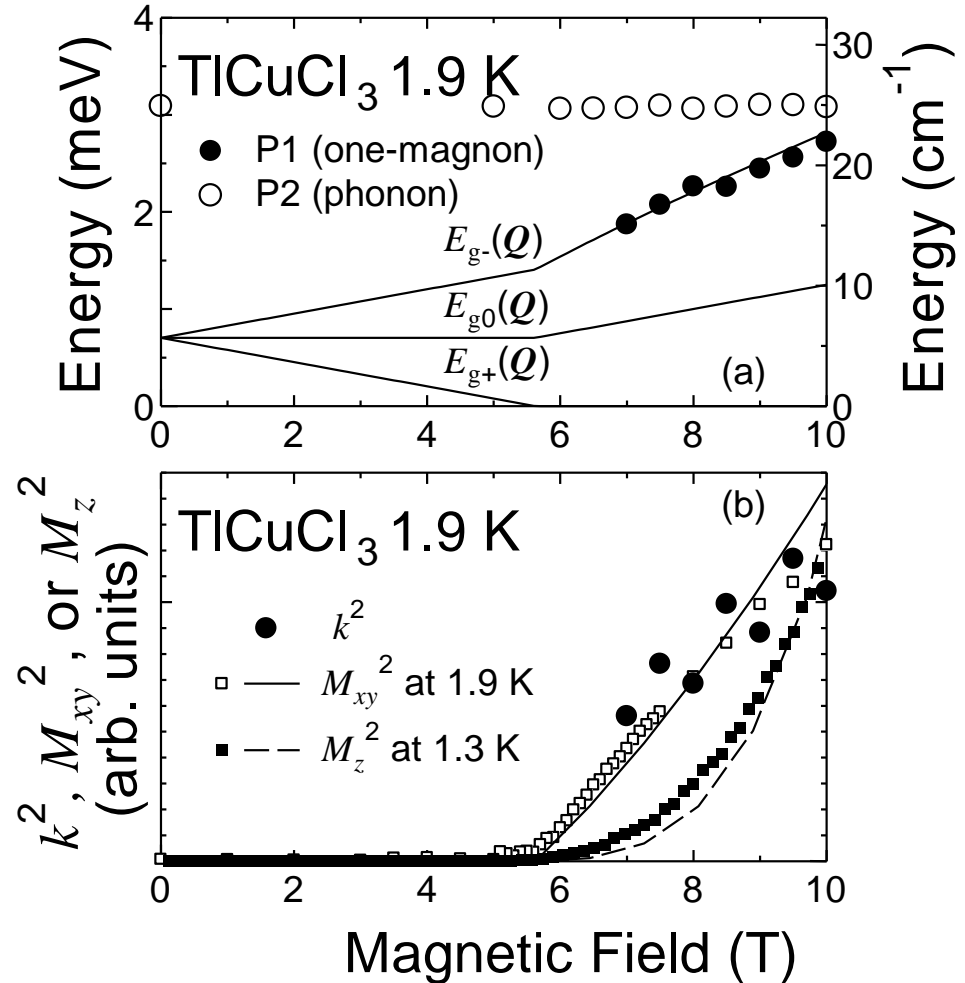 4
2
0
Energy (meV)
TlCuCl3 1.9 K
P1 (one-magnon)
P2 (phonon)
Eg-(Q)
Eg0(Q)
Eg+(Q)
(a)
30
20
10
0
Energy (cm-1)
0 2 4 6 8 10
k2, Mxy2, or Mz2
(arb. units)
TlCuCl3 1.9 K
(b)
k2
Mxy2 at 1.9 K
Mz2 at 1.3 K
0 2 4 6 8 10
Magnetic Field (T)